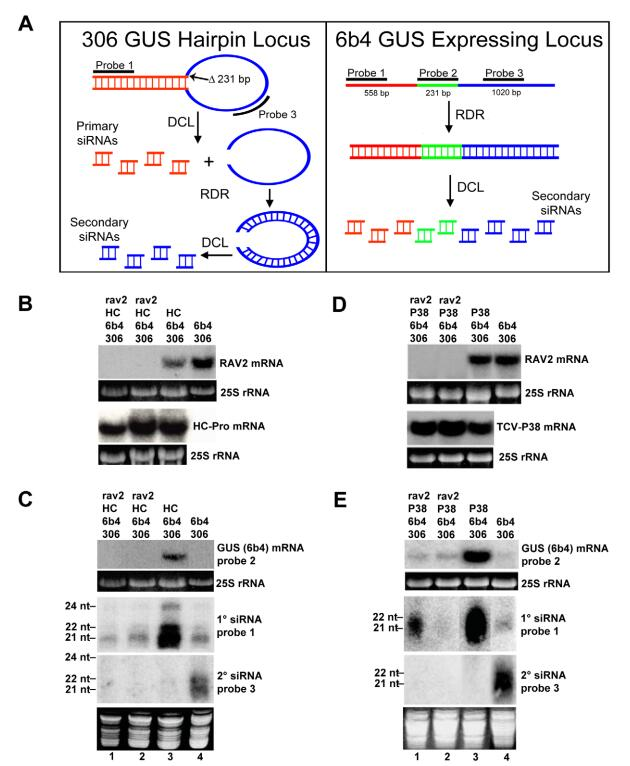 A
306 GUS Hairpin Locus
Probe 1
Δ 231 bp
Probe 3
DCL
Primary
siRNAs
+
RDR
Secondary
siRNAs
DCL
6b4 GUS Expressing Locus
Probe 1 Probe 2 Probe 3
558 bp 231 bp 1020 bp
RDR
DCL
Secondary
siRNAs
B
rav2 rav2
HC HC HC
6b4 6b4 6b4 6b4
306 306 306 306
RAV2 mRNA
25S rRNA
HC-Pro mRNA
25S rRNA
D
rav2 rav2
P38 P38 P38
6b4 6b4 6b4 6b4
306 306 306 306
RAV2 mRNA
25S rRNA
TCV-P38 mRNA
25S rRNA
C
rav2 rav2
HC HC HC
6b4 6b4 6b4 6b4
306 306 306 306
GUS (6b4) mRNA
probe 2
25S rRNA
24 nt
22 nt
21 nt
1° siRNA
probe 1
24 nt
22 nt
21 nt
2° siRNA
probe 3
1 2 3 4
E
rav2 rav2
P38 P38 P38
6b4 6b4 6b4 6b4
306 306 306 306
GUS (6b4) mRNA
probe 2
25S rRNA
22 nt
21 nt
1° siRNA
probe 1
22 nt
21 nt
2° siRNA
probe 3
1 2 3 4